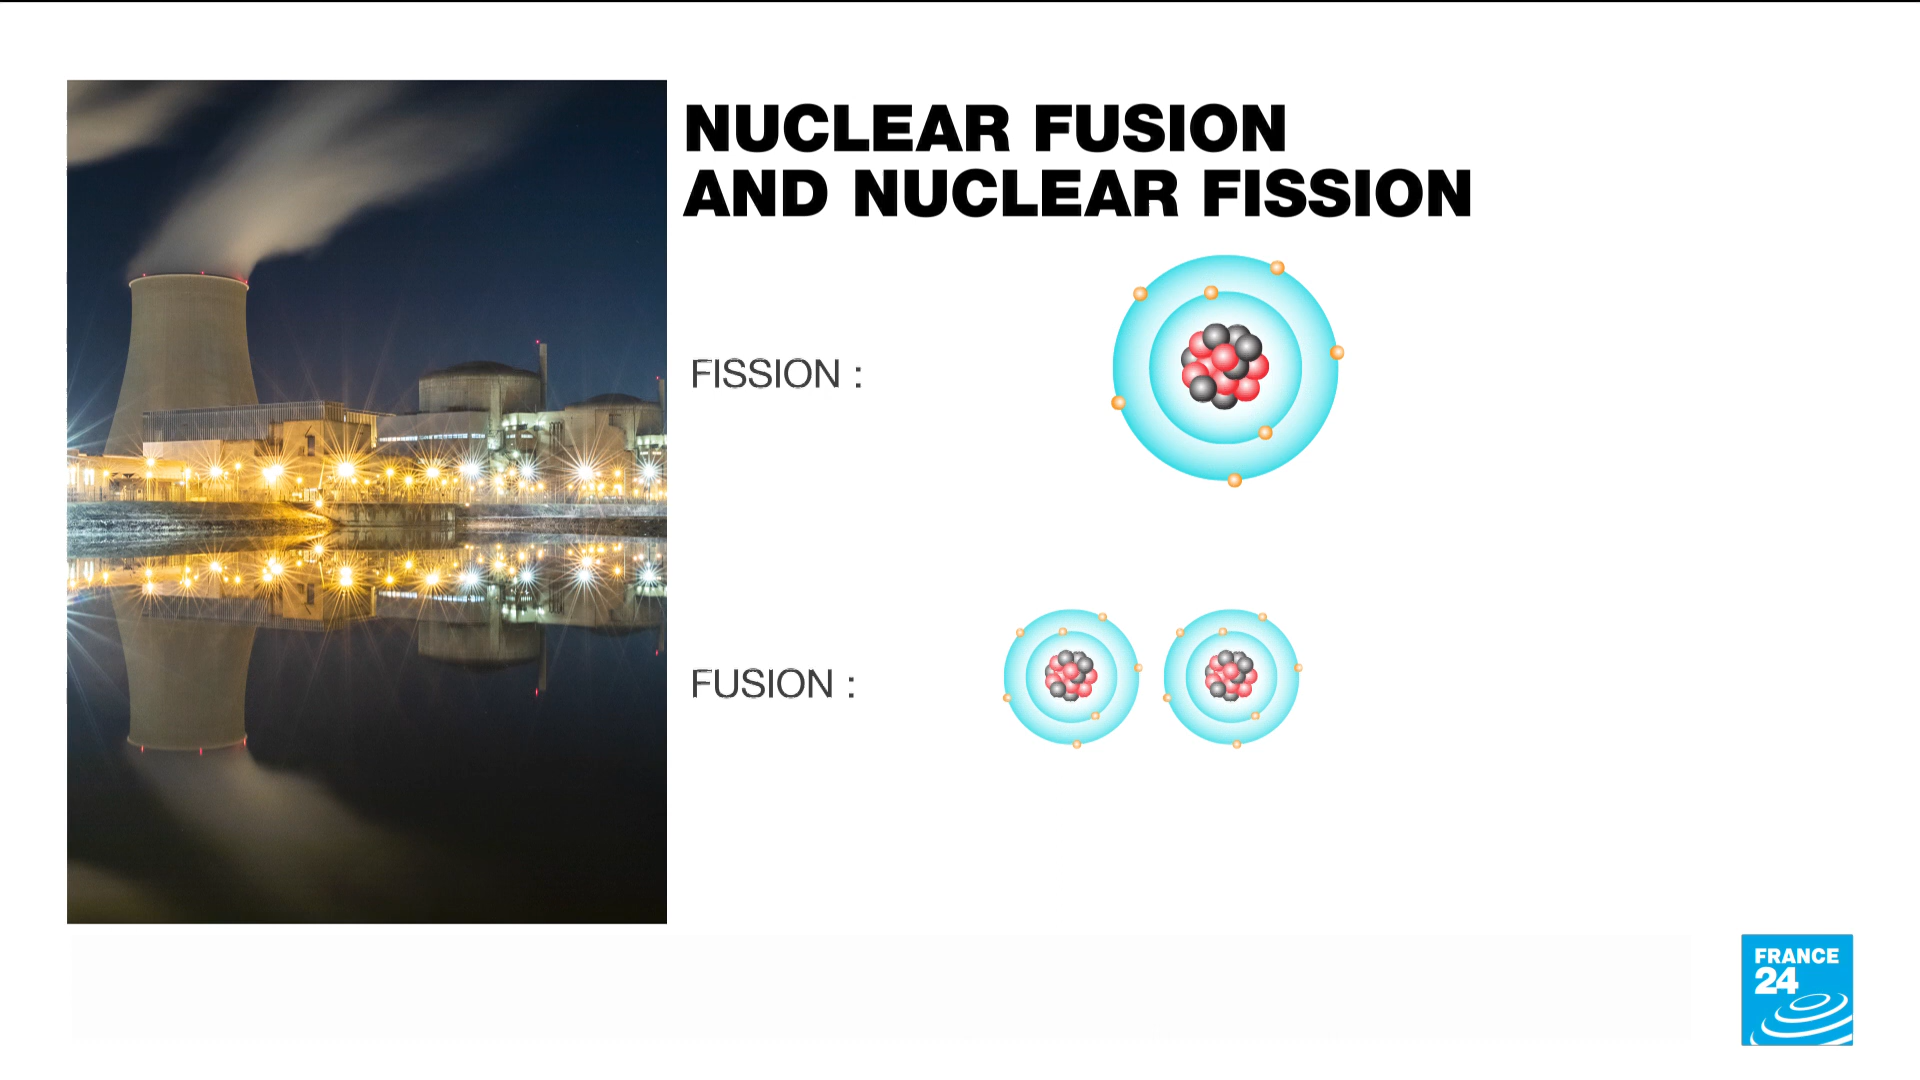 NUCLEAR FUSION
AND NUCLEAR FISSION
FISSION :
FUSION :
FRANCE
24